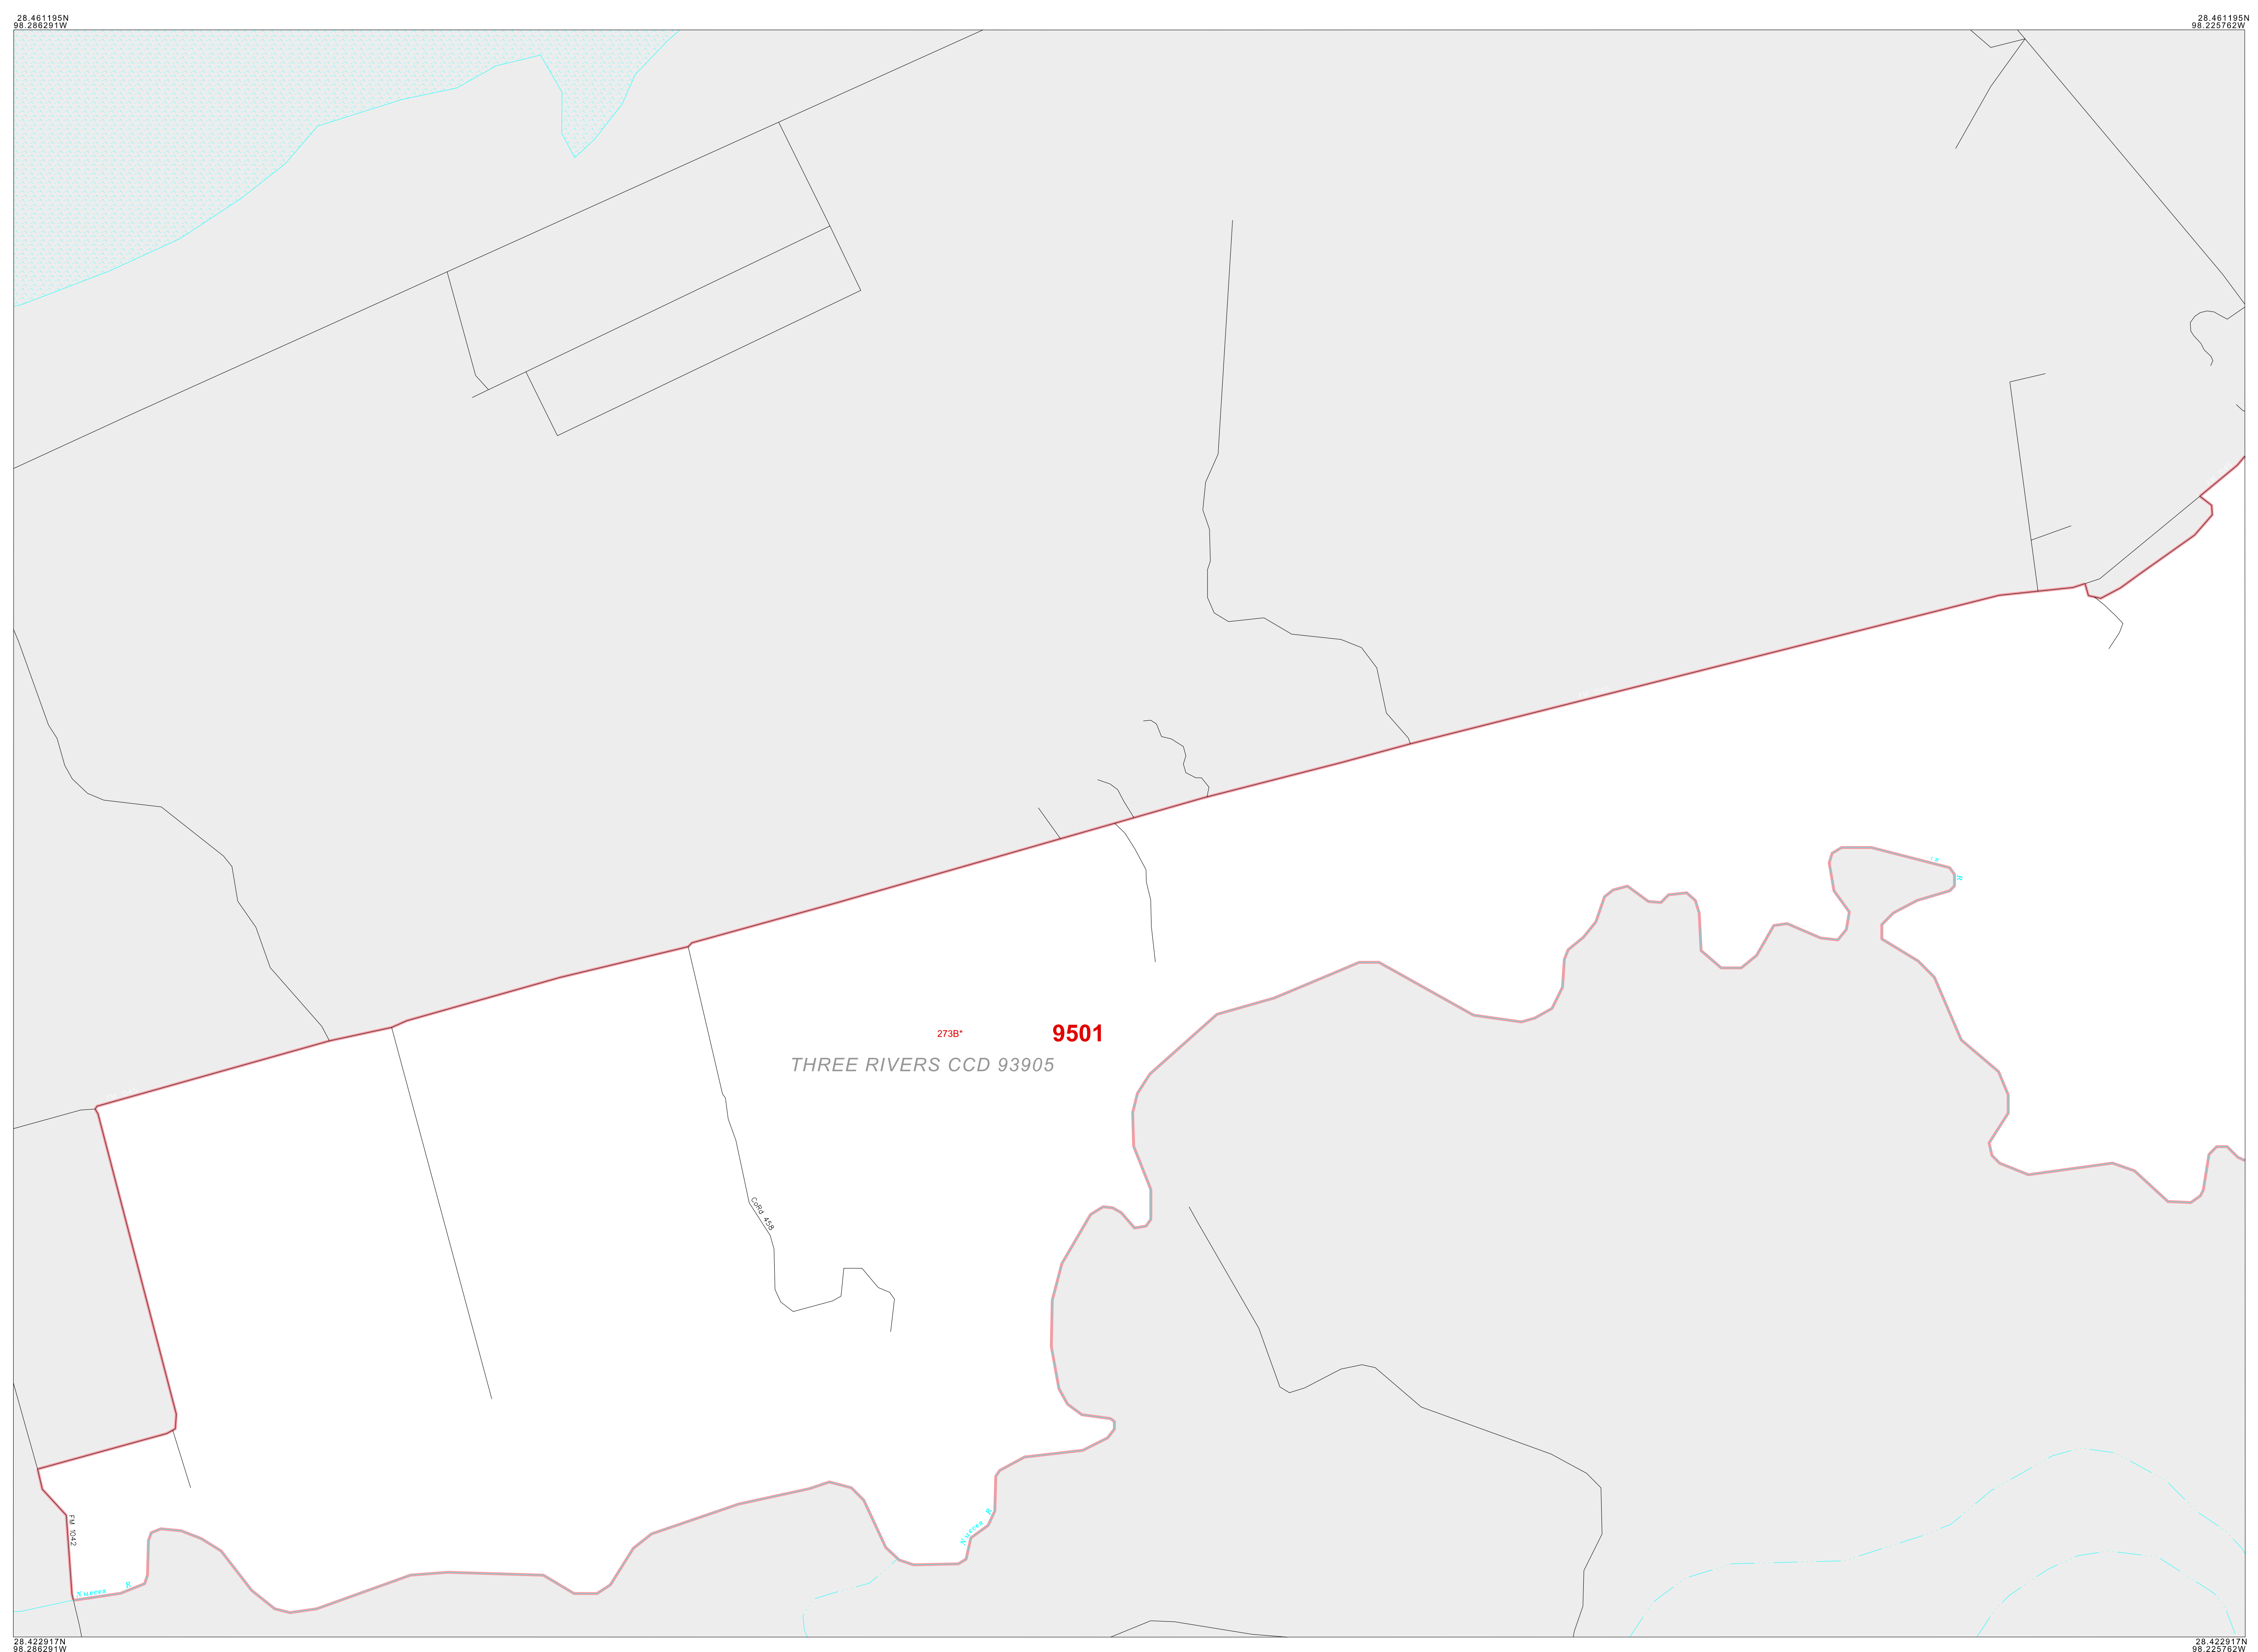 28.461195N
98.286291W
28.461195N
98.225762W
R
273B*
9501
THREE RIVERS CCD 93905
CoRd 458
FM 1042
Nueces R
Nueces R
28.422917N
98.286291W
28.422917N
98.225762W